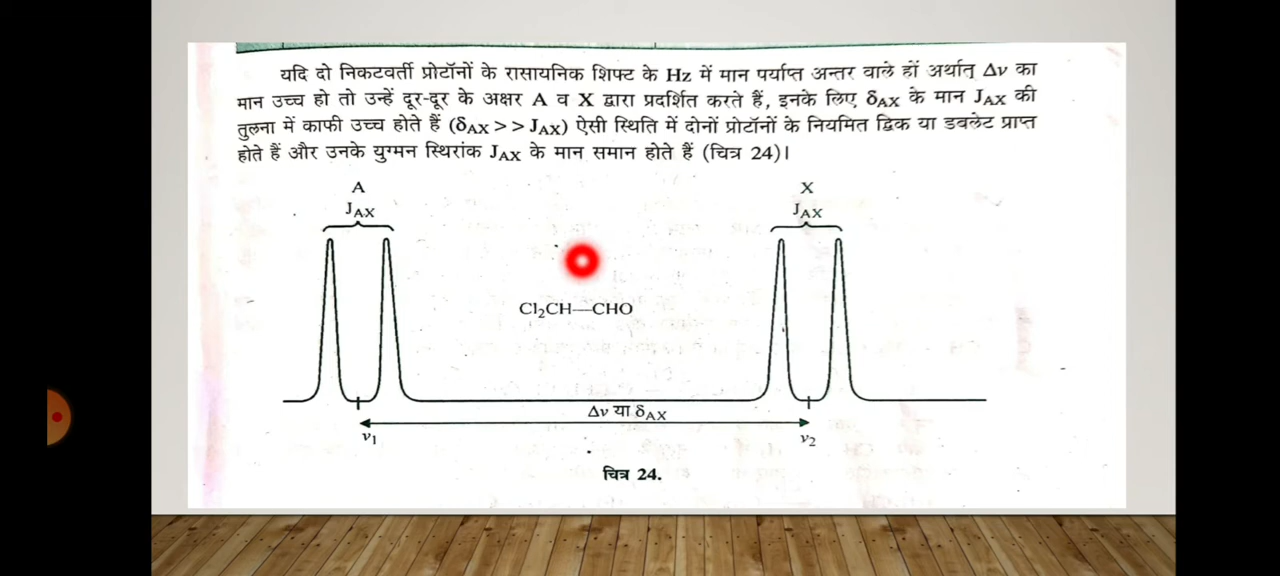 यदि दो निकटवर्ती प्रोटॉनों के रासायनिक शिफ्ट के Hz में मान पर्याप्त अन्तर वाले हों अर्थात् Δν का
मान उच्च हो तो उन्हें दूर-दूर के अक्षर A व X द्वारा प्रदर्शित करते हैं, इनके लिए δAX के मान JAX की
तुलना में काफी उच्च होते हैं (δAX >> JAX) ऐसी स्थिति में दोनों प्रोटॉनों के नियमित द्विक या डबलेट प्राप्त
होते हैं और उनके युग्मन स्थिरांक JAX के मान समान होते हैं (चित्र 24)।
A
JAX
X
JAX
Cl₂CH—CHO
Δν या δAX
ν₁
ν₂
चित्र 24.